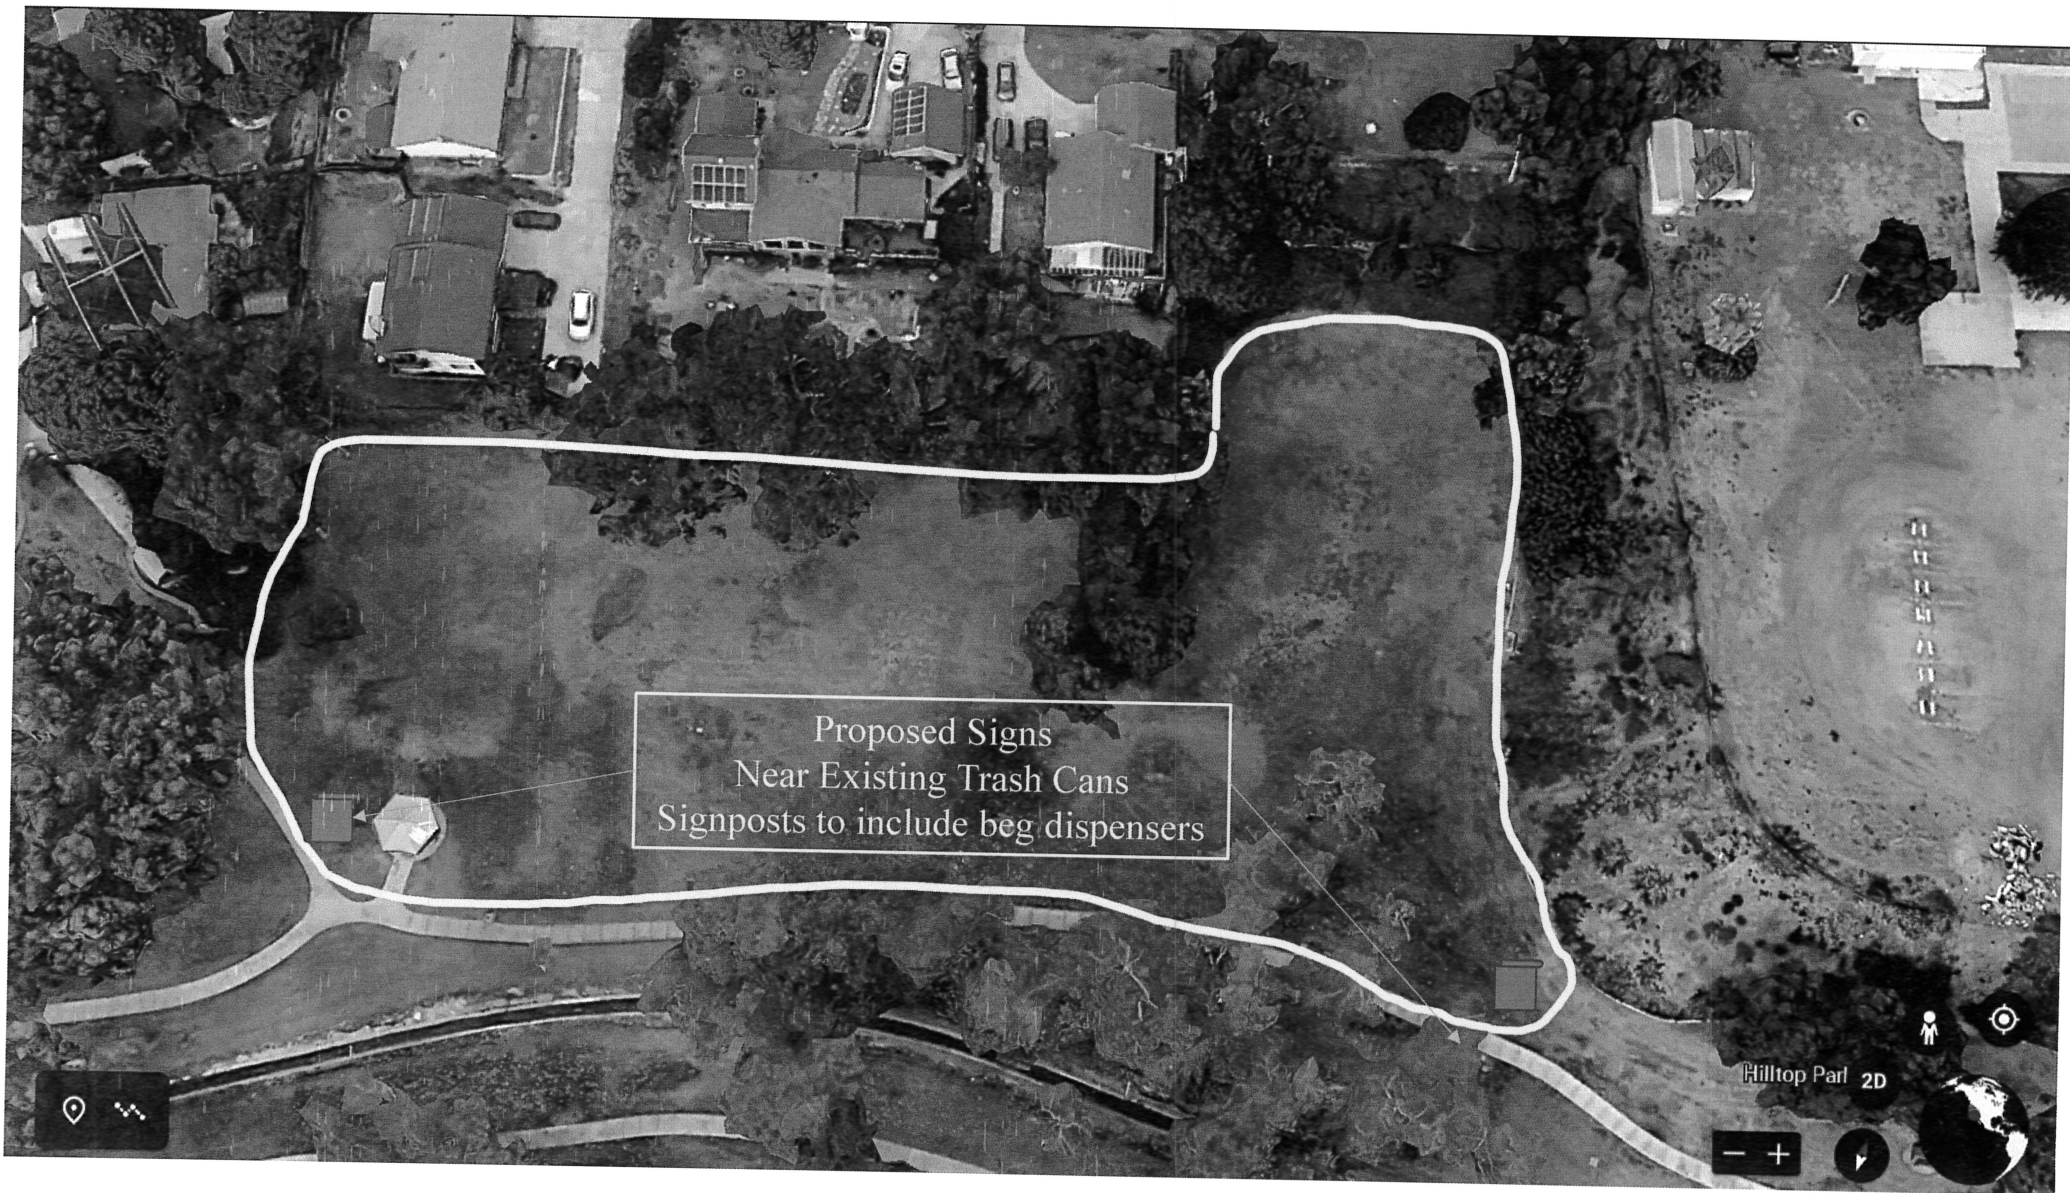 Proposed Signs
Near Existing Trash Cans
Signposts to include beg dispensers
Hilltop Parl
2D